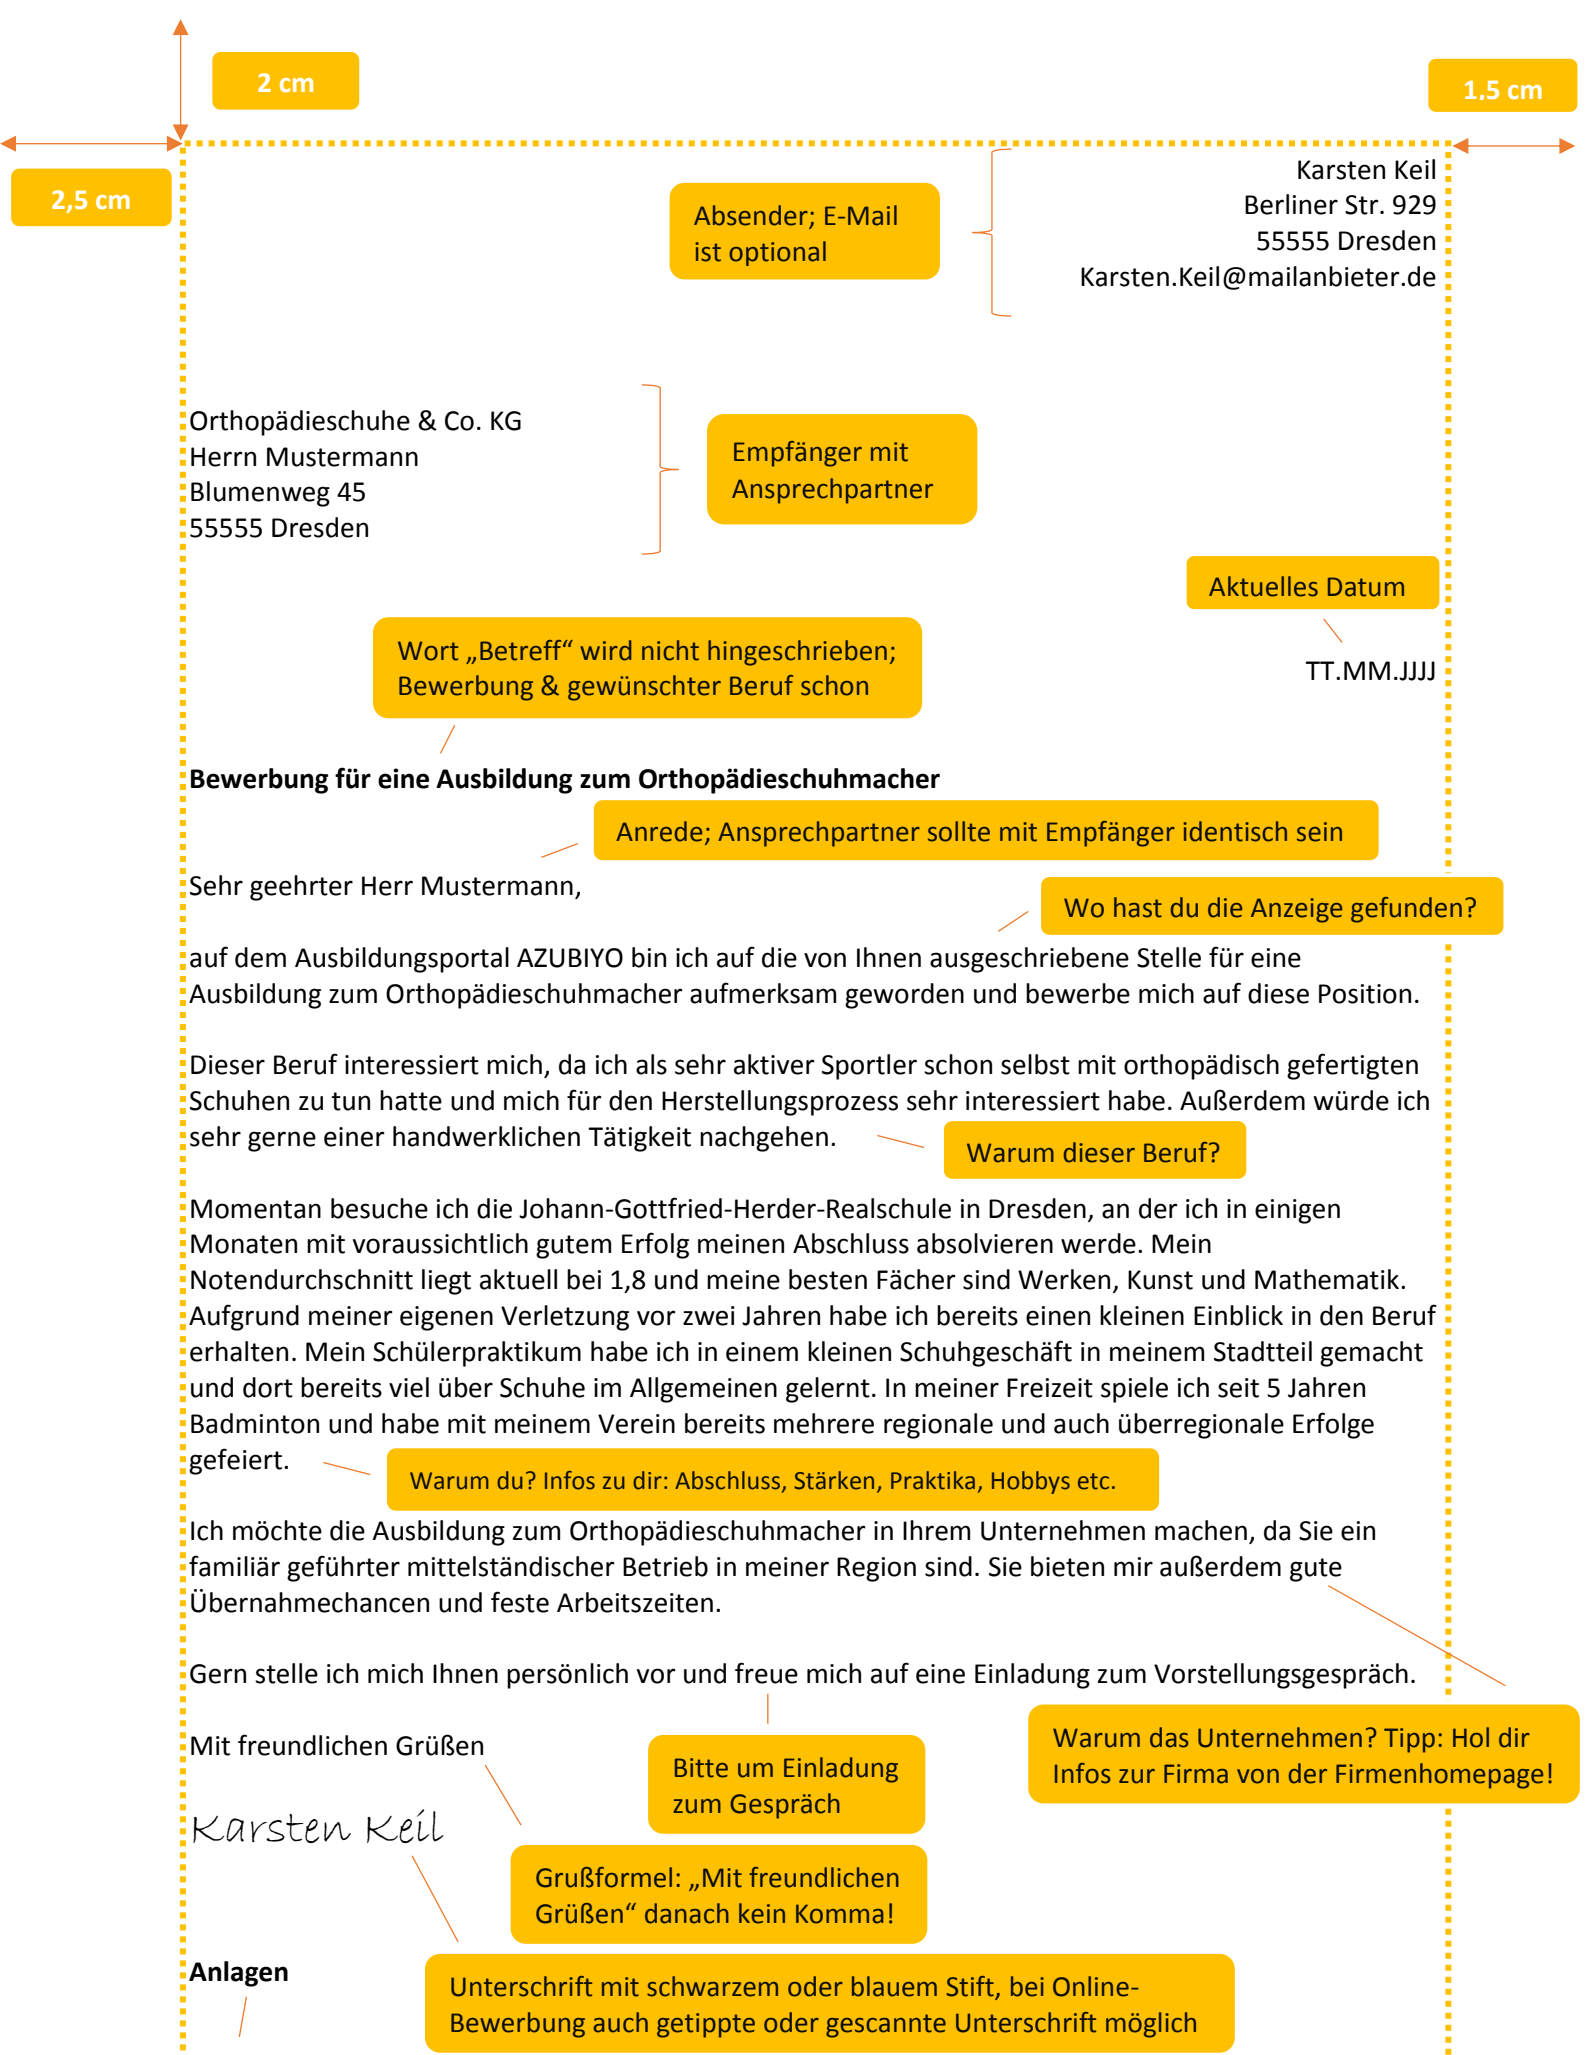 2 cm
1,5 cm
2,5 cm
Absender; E-Mail
ist optional
Karsten Keil
Berliner Str. 929
55555 Dresden
Karsten.Keil@mailanbieter.de
Orthopädieschuhe & Co. KG
Herrn Mustermann
Blumenweg 45
55555 Dresden
Empfänger mit
Ansprechpartner
Aktuelles Datum
TT.MM.JJJJ
Wort „Betreff“ wird nicht hingeschrieben;
Bewerbung & gewünschter Beruf schon
Bewerbung für eine Ausbildung zum Orthopädieschuhmacher
Anrede; Ansprechpartner sollte mit Empfänger identisch sein
Sehr geehrter Herr Mustermann,
Wo hast du die Anzeige gefunden?
auf dem Ausbildungsportal AZUBIYO bin ich auf die von Ihnen ausgeschriebene Stelle für eine
Ausbildung zum Orthopädieschuhmacher aufmerksam geworden und bewerbe mich auf diese Position.
Dieser Beruf interessiert mich, da ich als sehr aktiver Sportler schon selbst mit orthopädisch gefertigten
Schuhen zu tun hatte und mich für den Herstellungsprozess sehr interessiert habe. Außerdem würde ich
sehr gerne einer handwerklichen Tätigkeit nachgehen.
Warum dieser Beruf?
Momentan besuche ich die Johann-Gottfried-Herder-Realschule in Dresden, an der ich in einigen
Monaten mit voraussichtlich gutem Erfolg meinen Abschluss absolvieren werde. Mein
Notendurchschnitt liegt aktuell bei 1,8 und meine besten Fächer sind Werken, Kunst und Mathematik.
Aufgrund meiner eigenen Verletzung vor zwei Jahren habe ich bereits einen kleinen Einblick in den Beruf
erhalten. Mein Schülerpraktikum habe ich in einem kleinen Schuhgeschäft in meinem Stadtteil gemacht
und dort bereits viel über Schuhe im Allgemeinen gelernt. In meiner Freizeit spiele ich seit 5 Jahren
Badminton und habe mit meinem Verein bereits mehrere regionale und auch überregionale Erfolge
gefeiert.
Warum du? Infos zu dir: Abschluss, Stärken, Praktika, Hobbys etc.
Ich möchte die Ausbildung zum Orthopädieschuhmacher in Ihrem Unternehmen machen, da Sie ein
familiär geführter mittelständischer Betrieb in meiner Region sind. Sie bieten mir außerdem gute
Übernahmechancen und feste Arbeitszeiten.
Gern stelle ich mich Ihnen persönlich vor und freue mich auf eine Einladung zum Vorstellungsgespräch.
Warum das Unternehmen? Tipp: Hol dir
Infos zur Firma von der Firmenhomepage!
Mit freundlichen Grüßen
Bitte um Einladung
zum Gespräch
Karsten Keil
Grußformel: „Mit freundlichen
Grüßen“ danach kein Komma!
Anlagen
Unterschrift mit schwarzem oder blauem Stift, bei Online-
Bewerbung auch getippte oder gescannte Unterschrift möglich